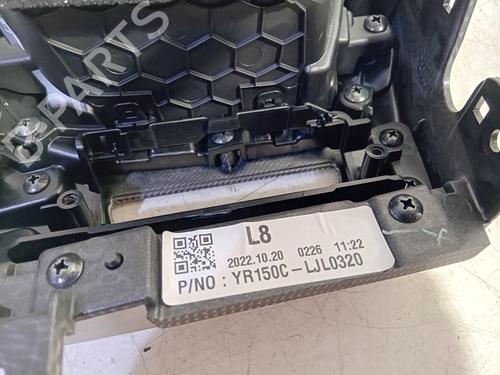 B-PARTS
L8
2022.10.20 0226 11:22
P/NO : YR150C-LJL0320